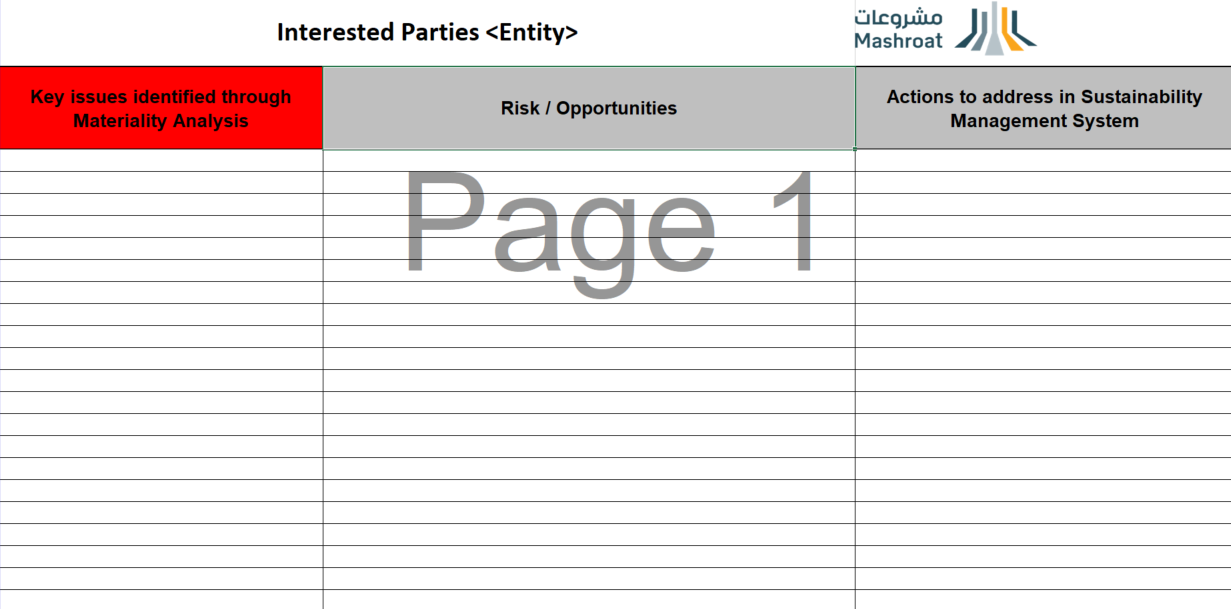 Interested Parties <Entity>
مشروعات
Mashroat
Key issues identified through
Materiality Analysis
Risk / Opportunities
Actions to address in Sustainability
Management System
Page 1